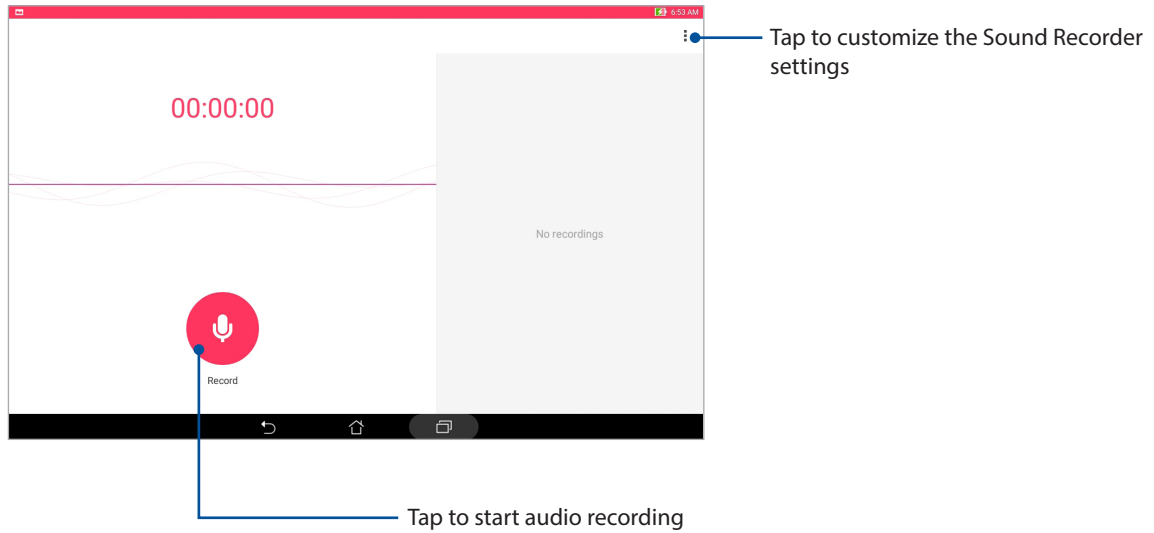 6:53 AM
Tap to customize the Sound Recorder
settings
00:00:00
No recordings
Record
Tap to start audio recording